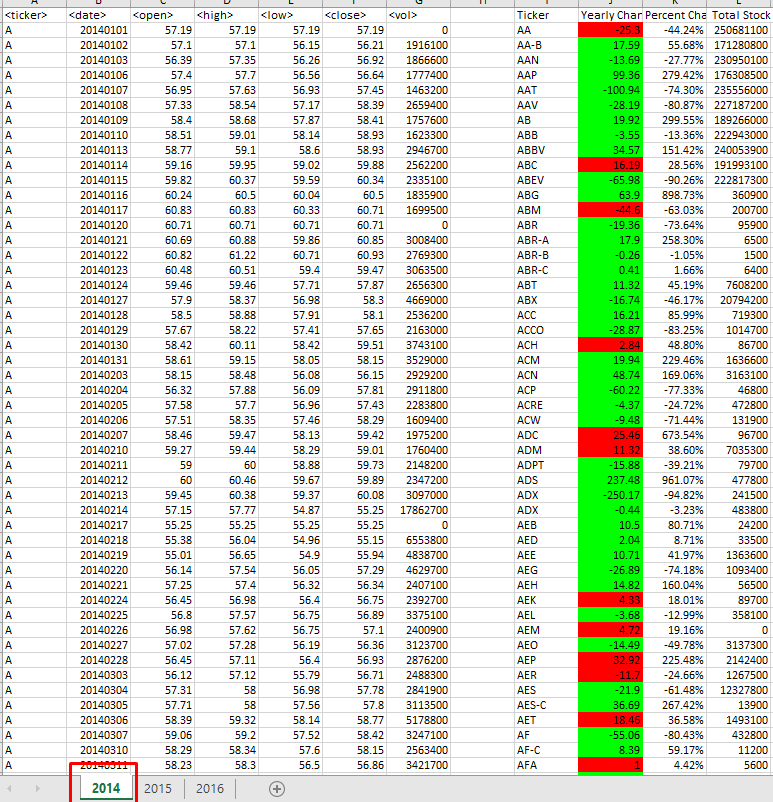 <ticker> <date> <open> <high> <low> <close> <vol> Ticker Yearly Chan Percent Cha Total Stock
A 20140101 57.19 57.19 57.19 57.19 0 AA -25.3 -44.24% 250681100
A 20140102 57.1 57.1 56.15 56.21 1916100 AA-B 17.59 55.68% 171280800
A 20140103 56.39 57.35 56.26 56.92 1866600 AAN -13.69 -27.77% 230950100
A 20140106 57.4 57.7 56.56 56.64 1777400 AAP 99.36 279.42% 176308500
A 20140107 56.95 57.63 56.93 57.45 1463200 AAT -100.94 -74.30% 235556000
A 20140108 57.33 58.54 57.17 58.39 2659400 AAV -28.19 -80.87% 227187200
A 20140109 58.4 58.68 57.87 58.41 1757600 AB 19.92 299.55% 189266000
A 20140110 58.51 59.01 58.14 58.93 1623300 ABB -3.55 -13.36% 222943000
A 20140113 58.77 59.1 58.6 58.93 2946700 ABBV 34.57 151.42% 240053900
A 20140114 59.16 59.95 59.02 59.88 2562200 ABC 16.19 28.56% 191993100
A 20140115 59.82 60.37 59.59 60.34 2335100 ABEV -65.98 -90.26% 222817300
A 20140116 60.24 60.5 60.04 60.5 1835900 ABG 63.9 898.73% 360900
A 20140117 60.83 60.83 60.33 60.71 1699500 ABM -44.6 -63.03% 200700
A 20140120 60.71 60.71 60.71 60.71 0 ABR -19.36 -73.64% 95900
A 20140121 60.69 60.88 59.86 60.85 3008400 ABR-A 17.9 258.30% 6500
A 20140122 60.82 61.22 60.71 60.93 2769300 ABR-B -0.26 -1.05% 1500
A 20140123 60.48 60.51 59.4 59.47 3063500 ABR-C 0.41 1.66% 6400
A 20140124 59.46 59.46 57.71 57.87 2656300 ABT 11.32 45.19% 7608200
A 20140127 57.9 58.37 56.98 58.3 4669000 ABX -16.74 -46.17% 20794200
A 20140128 58.5 58.88 57.91 58.1 2536200 ACC 16.21 85.99% 719300
A 20140129 57.67 58.22 57.41 57.65 2163000 ACCO -28.87 -83.25% 1014700
A 20140130 58.42 60.11 58.42 59.51 3743100 ACH 2.84 48.80% 86700
A 20140131 58.61 59.15 58.05 58.15 3529000 ACM 19.94 229.46% 1636600
A 20140203 58.15 58.48 56.08 56.15 2929200 ACN 48.74 169.06% 3163100
A 20140204 56.32 57.88 56.09 57.81 2911800 ACP -60.22 -77.33% 46800
A 20140205 57.58 57.7 56.96 57.43 2283800 ACRE -4.37 -24.72% 472800
A 20140206 57.51 58.35 57.46 58.29 1609400 ACW -9.48 -71.44% 131900
A 20140207 58.46 59.47 58.13 59.42 1975200 ADC 25.46 673.54% 96700
A 20140210 59.27 59.44 58.29 59.01 1760400 ADM 11.32 38.60% 7035300
A 20140211 59 60 58.88 59.73 2148200 ADPT -15.88 -39.21% 79700
A 20140212 60 60.46 59.67 59.89 2347200 ADS 237.48 961.07% 477800
A 20140213 59.45 60.38 59.37 60.08 3097000 ADX -250.17 -94.82% 241500
A 20140214 57.15 57.77 54.87 55.25 17862700 ADX -0.44 -3.23% 483800
A 20140217 55.25 55.25 55.25 55.25 0 AEB 10.5 80.71% 24200
A 20140218 55.38 56.04 54.96 55.15 6553800 AED 2.04 8.71% 33500
A 20140219 55.01 56.65 54.9 55.94 4838700 AEE 10.71 41.97% 1363600
A 20140220 56.14 57.54 56.05 57.29 4629700 AEG -26.89 -74.18% 1093400
A 20140221 57.25 57.4 56.32 56.34 2407100 AEH 14.82 160.04% 56500
A 20140224 56.45 56.98 56.4 56.75 2392700 AEK 4.33 18.01% 89700
A 20140225 56.8 57.57 56.75 56.89 3375100 AEL -3.68 -12.99% 358100
A 20140226 56.98 57.62 56.75 57.1 2400900 AEM 4.72 19.16% 0
A 20140227 57.02 57.28 56.19 56.36 3123700 AEO -14.49 -49.78% 3137300
A 20140228 56.45 57.11 56.4 56.93 2876200 AEP 32.92 225.48% 2142400
A 20140303 56.12 57.12 55.79 56.71 2488300 AER -11.7 -24.66% 1267500
A 20140304 57.31 58 56.98 57.78 2841900 AES -21.9 -61.48% 12327800
A 20140305 57.71 58 57.56 57.8 3113500 AES-C 36.69 267.42% 13900
A 20140306 58.39 59.32 58.14 58.77 5178800 AET 18.46 36.58% 1493100
A 20140307 59.06 59.2 57.52 58.42 3247100 AF -55.06 -80.43% 432800
A 20140310 58.29 58.34 57.6 58.15 2563400 AF-C 8.39 59.17% 11200
A 20140311 58.23 58.3 56.5 56.86 3421700 AFA 1 4.42% 5600
2014 2015 2016